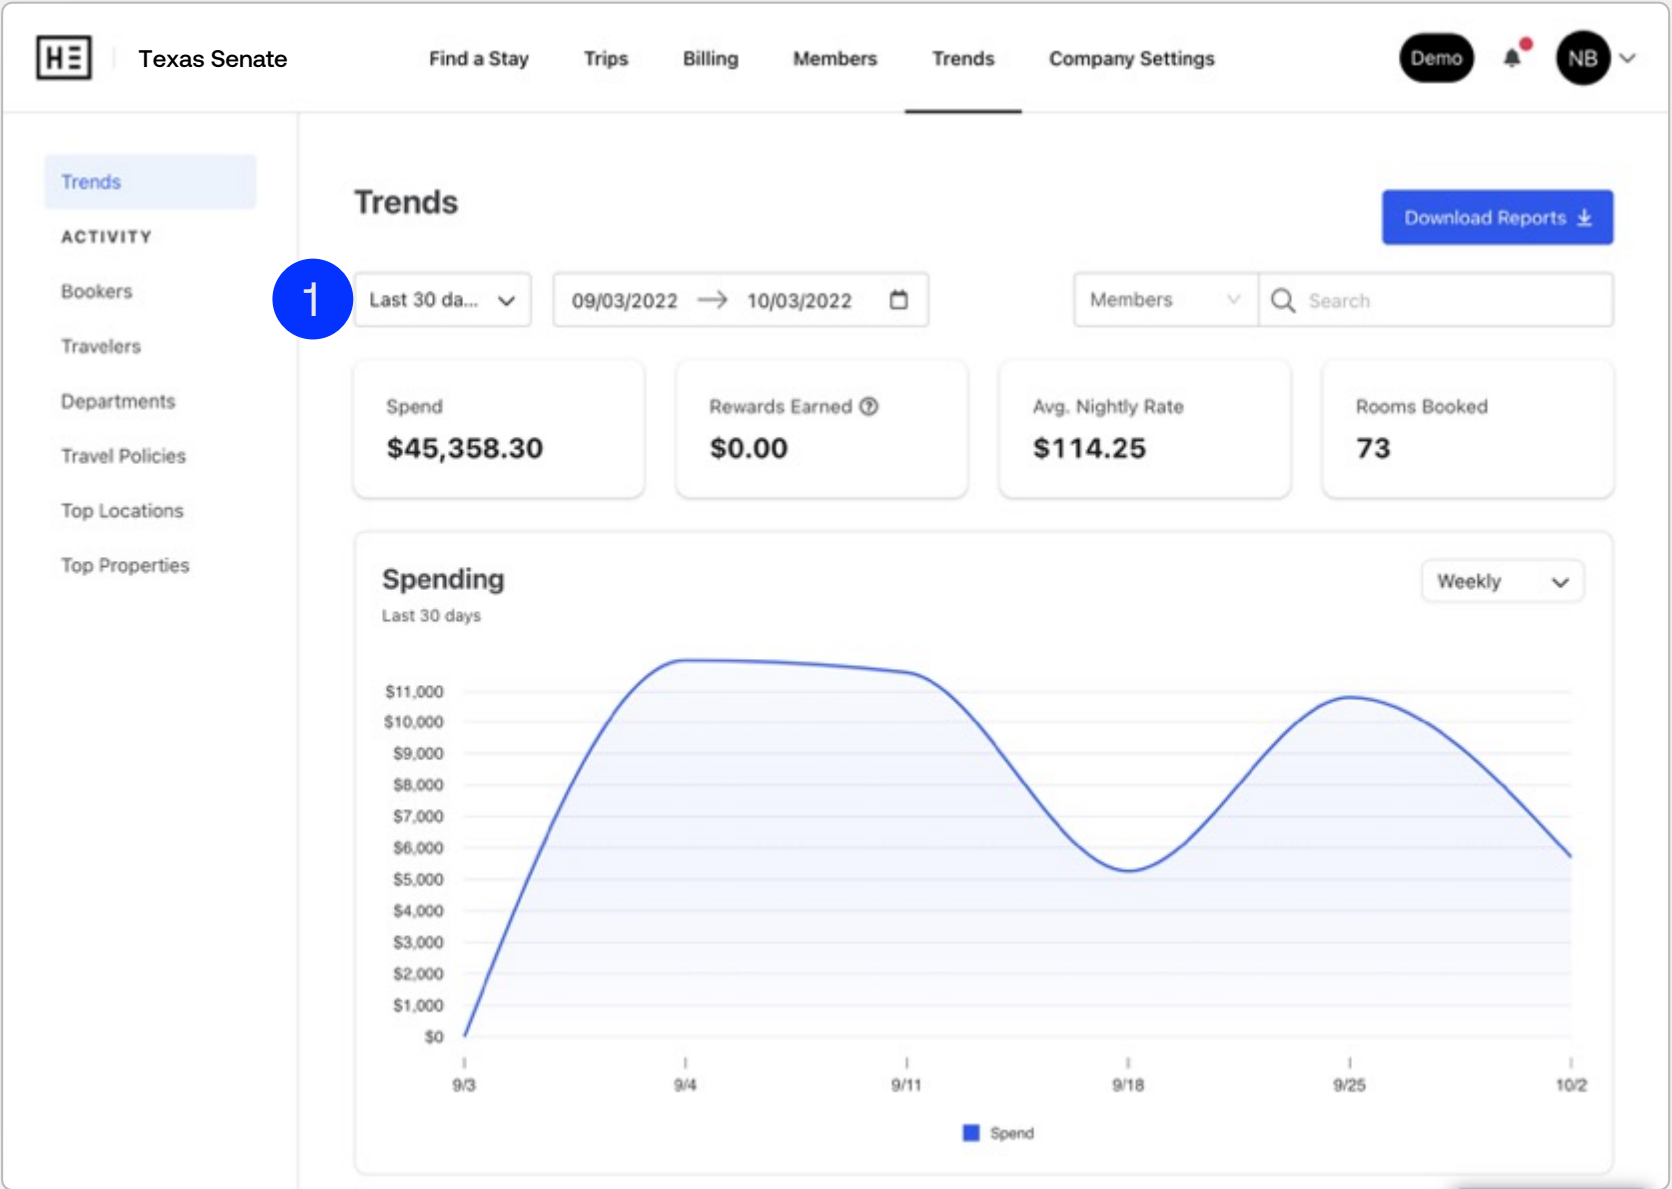 HE Texas Senate Find a Stay Trips Billing Members Trends Company Settings Demo NB
Trends
ACTIVITY
Bookers
Travelers
Departments
Travel Policies
Top Locations
Top Properties
Trends
Download Reports
1 Last 30 da... 09/03/2022 → 10/03/2022 Members Search
Spend
$45,358.30
Rewards Earned ?
$0.00
Avg. Nightly Rate
$114.25
Rooms Booked
73
Spending
Weekly
Last 30 days
$11,000
$10,000
$9,000
$8,000
$7,000
$6,000
$5,000
$4,000
$3,000
$2,000
$1,000
$0
9/3 9/4 9/11 9/18 9/25 10/2
Spend